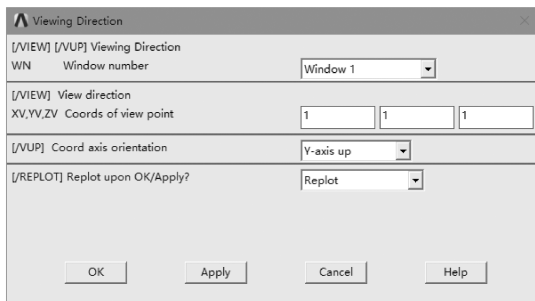 Viewing Direction
[/VIEW] [/VUP] Viewing Direction
WN Window number Window 1
[/VIEW] View direction
XV,YV,ZV Coords of view point 1 1 1
[/VUP] Coord axis orientation Y-axis up
[/REPLOT] Replot upon OK/Apply? Replot
OK Apply Cancel Help